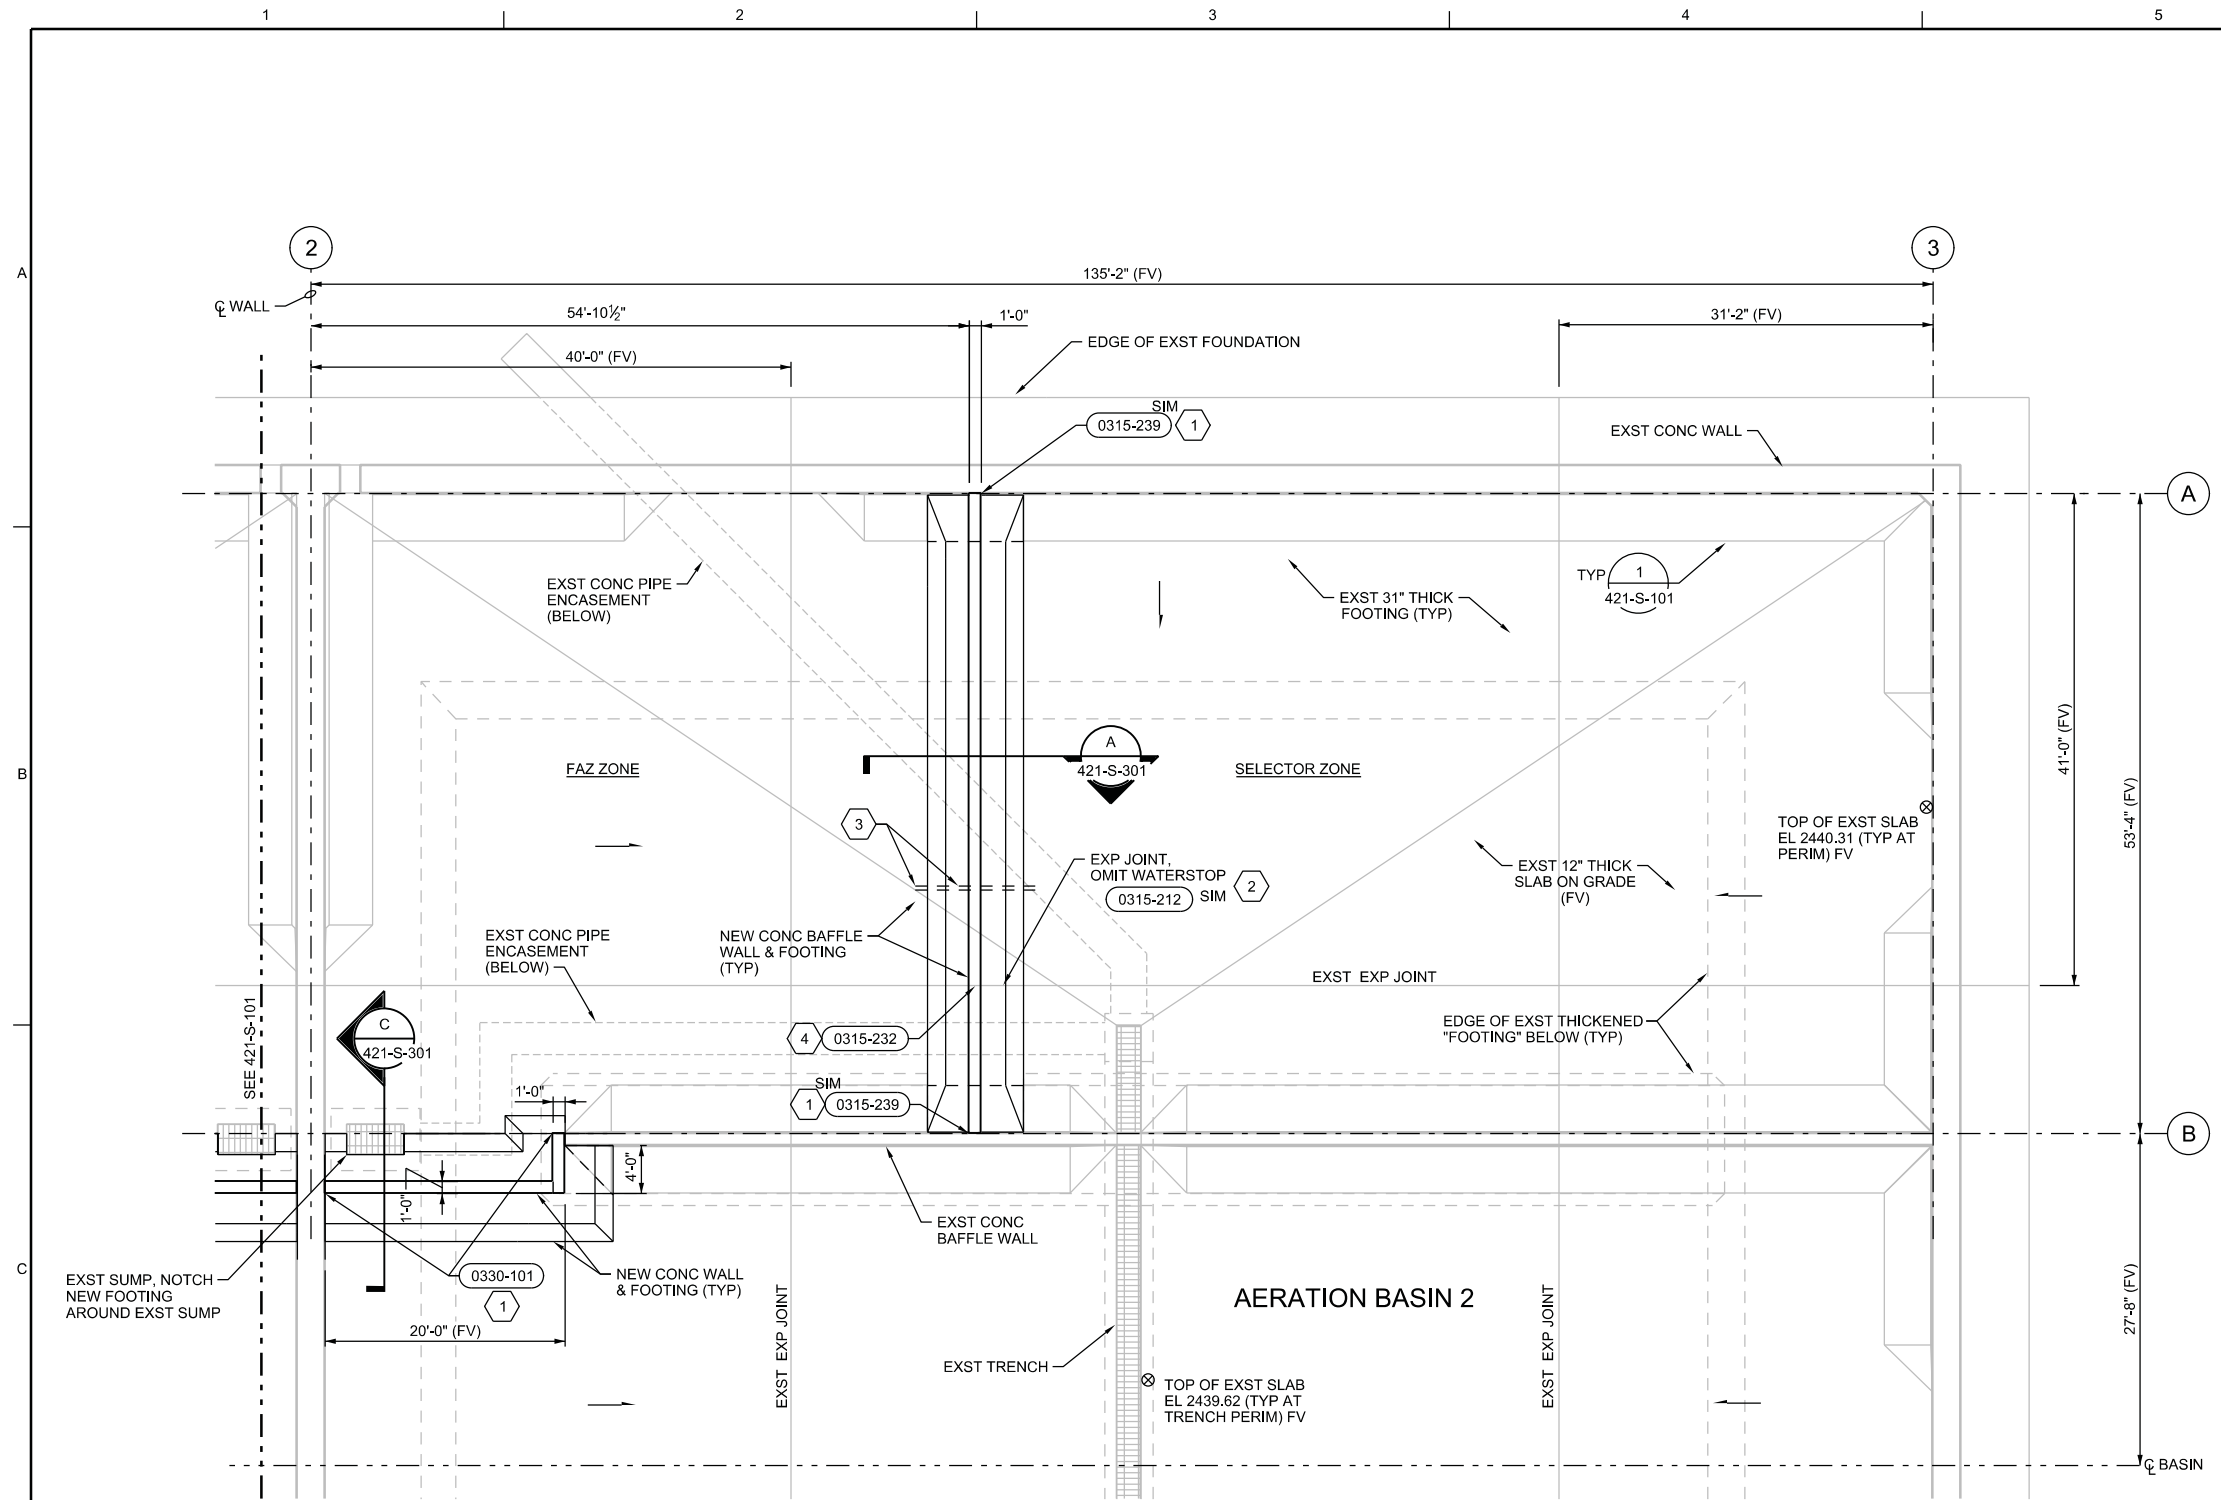 1
2
3
4
5
A
2
3
135'-2" (FV)
℄ WALL
54'-10½"
1'-0"
31'-2" (FV)
EDGE OF EXST FOUNDATION
40'-0" (FV)
SIM
0315-239
1
EXST CONC WALL
A
EXST CONC PIPE
ENCASEMENT
(BELOW)
EXST 31" THICK
FOOTING (TYP)
TYP
1
421-S-101
B
FAZ ZONE
A
421-S-301
SELECTOR ZONE
41'-0" (FV)
53'-4" (FV)
3
TOP OF EXST SLAB
EL 2440.31 (TYP AT
PERIM) FV
EXP JOINT,
OMIT WATERSTOP
0315-212
SIM
2
EXST 12" THICK
SLAB ON GRADE
(FV)
EXST CONC PIPE
ENCASEMENT
(BELOW)
NEW CONC BAFFLE
WALL & FOOTING
(TYP)
EXST EXP JOINT
SEE 421-S-101
C
421-S-301
4
0315-232
EDGE OF EXST THICKENED
"FOOTING" BELOW (TYP)
1'-0"
SIM
1
0315-239
B
4'-0"
1'-0"
EXST CONC
BAFFLE WALL
C
EXST SUMP, NOTCH
NEW FOOTING
AROUND EXST SUMP
0330-101
1
NEW CONC WALL
& FOOTING (TYP)
20'-0" (FV)
EXST EXP JOINT
AERATION BASIN 2
EXST EXP JOINT
27'-8" (FV)
EXST TRENCH
TOP OF EXST SLAB
EL 2439.62 (TYP AT
TRENCH PERIM) FV
℄ BASIN